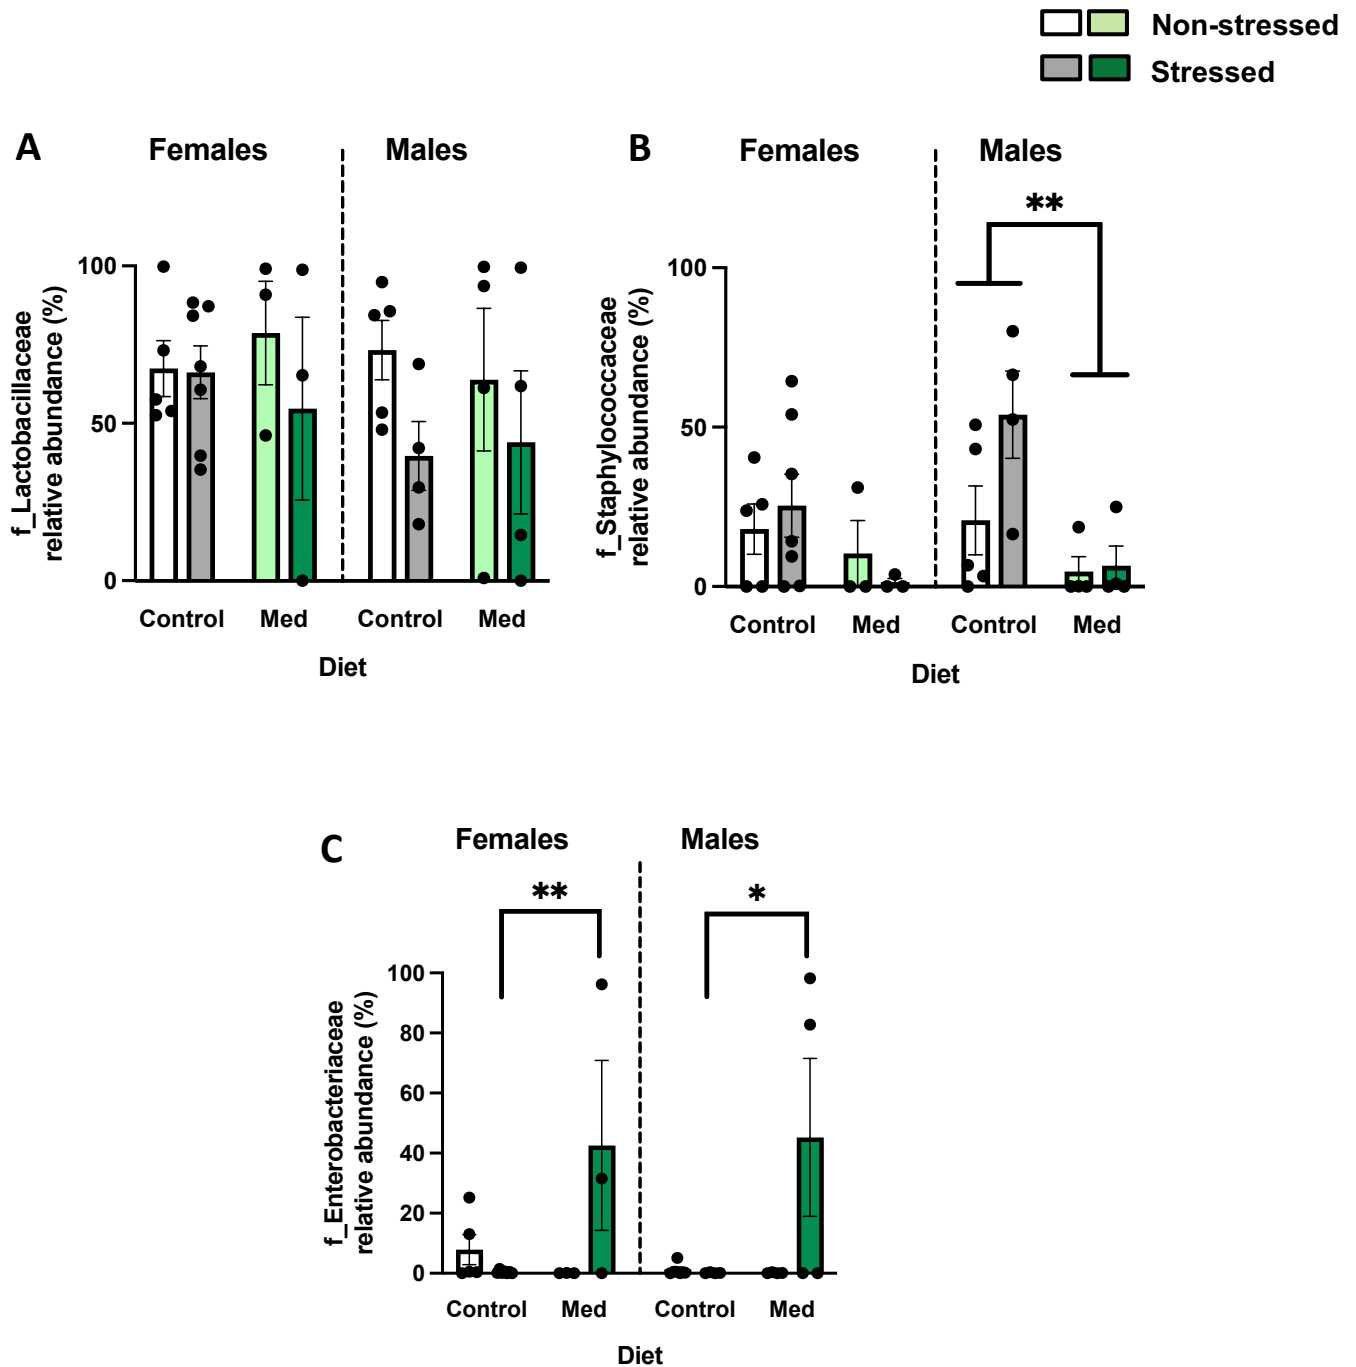 Non-stressed
Stressed
A
Females
Males
f_Lactobacillaceae
relative abundance (%)
100
50
0
Control
Med
Control
Med
Diet
B
Females
Males
**
f_Staphylococcaceae
relative abundance (%)
100
50
0
Control
Med
Control
Med
Diet
C
Females
Males
**
*
f_Enterobacteriaceae
relative abundance (%)
100
80
60
40
20
0
Control
Med
Control
Med
Diet